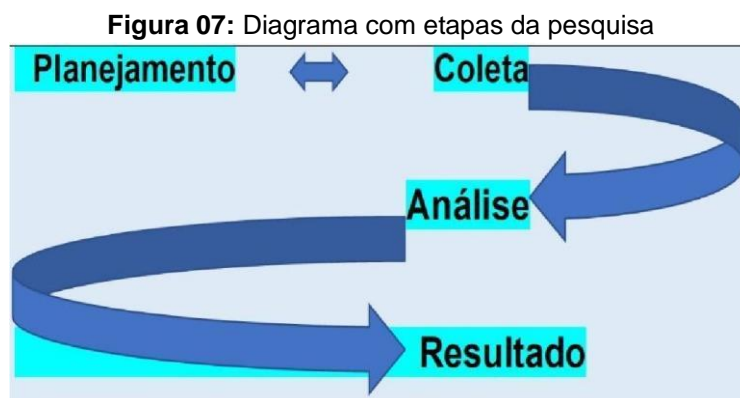 Figura 07: Diagrama com etapas da pesquisa
Planejamento Coleta
Análise
Resultado